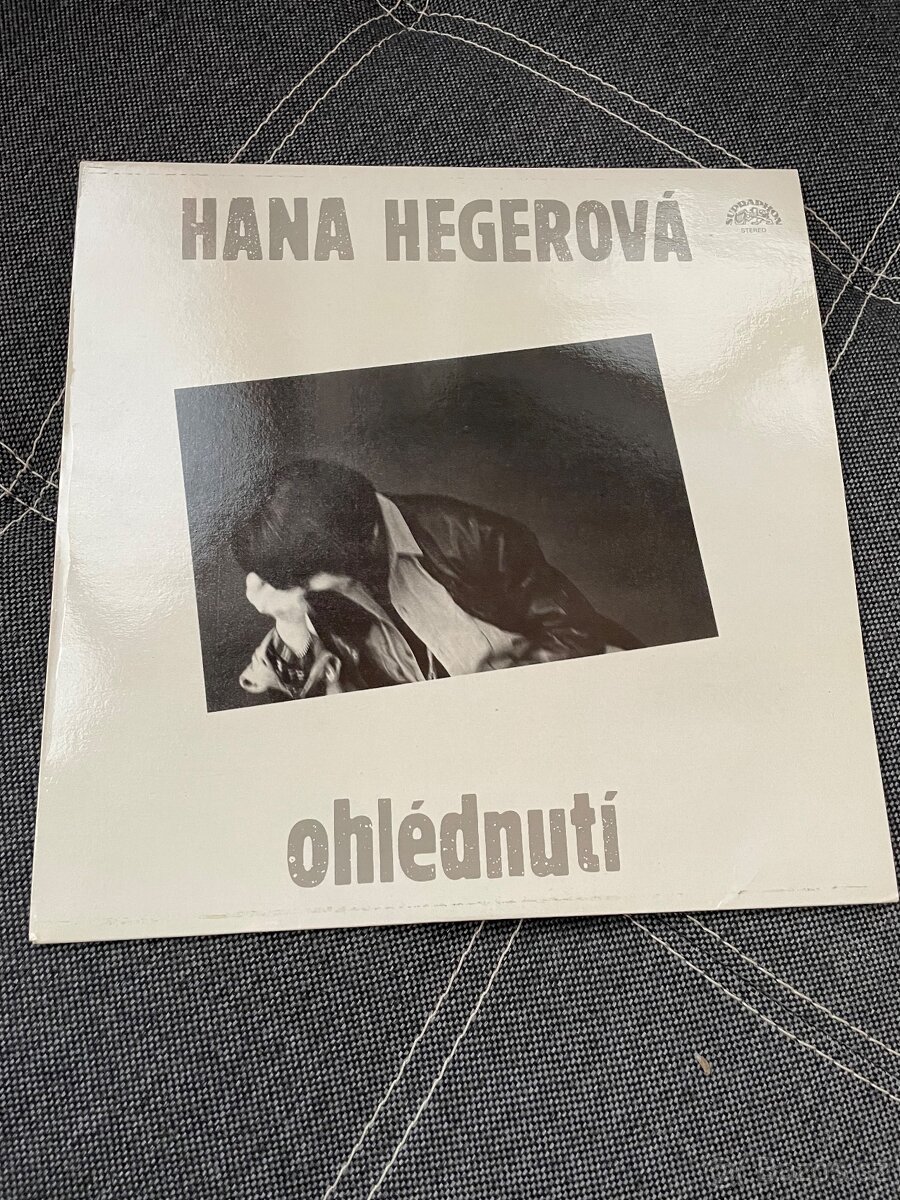 HANA HEGEROVÁ
SUPRAPHON
STEREO
ohlédnutí